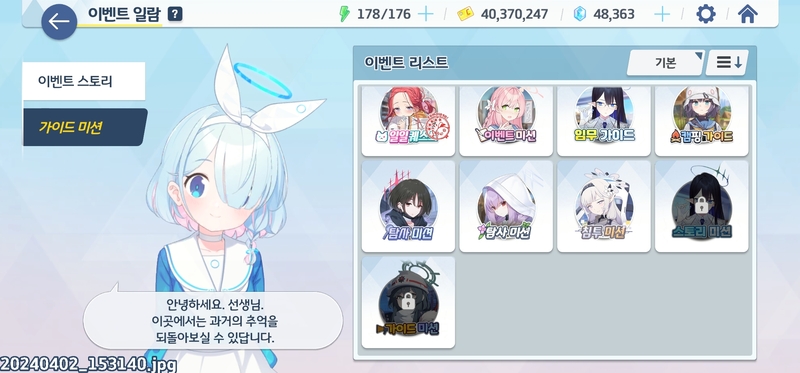 이벤트 일람 ?
178/176
40,370,247
48,363
이벤트 스토리
가이드 미션
이벤트 리스트
기본
일일퀘스트
이벤트 미션
임무 가이드
캠핑 가이드
탐사 미션
탐사 미션
침투 미션
스토리 미션
가이드 미션
안녕하세요. 선생님.
이곳에서는 과거의 추억을
되돌아보실 수 있답니다.
20240402_153140.jpg